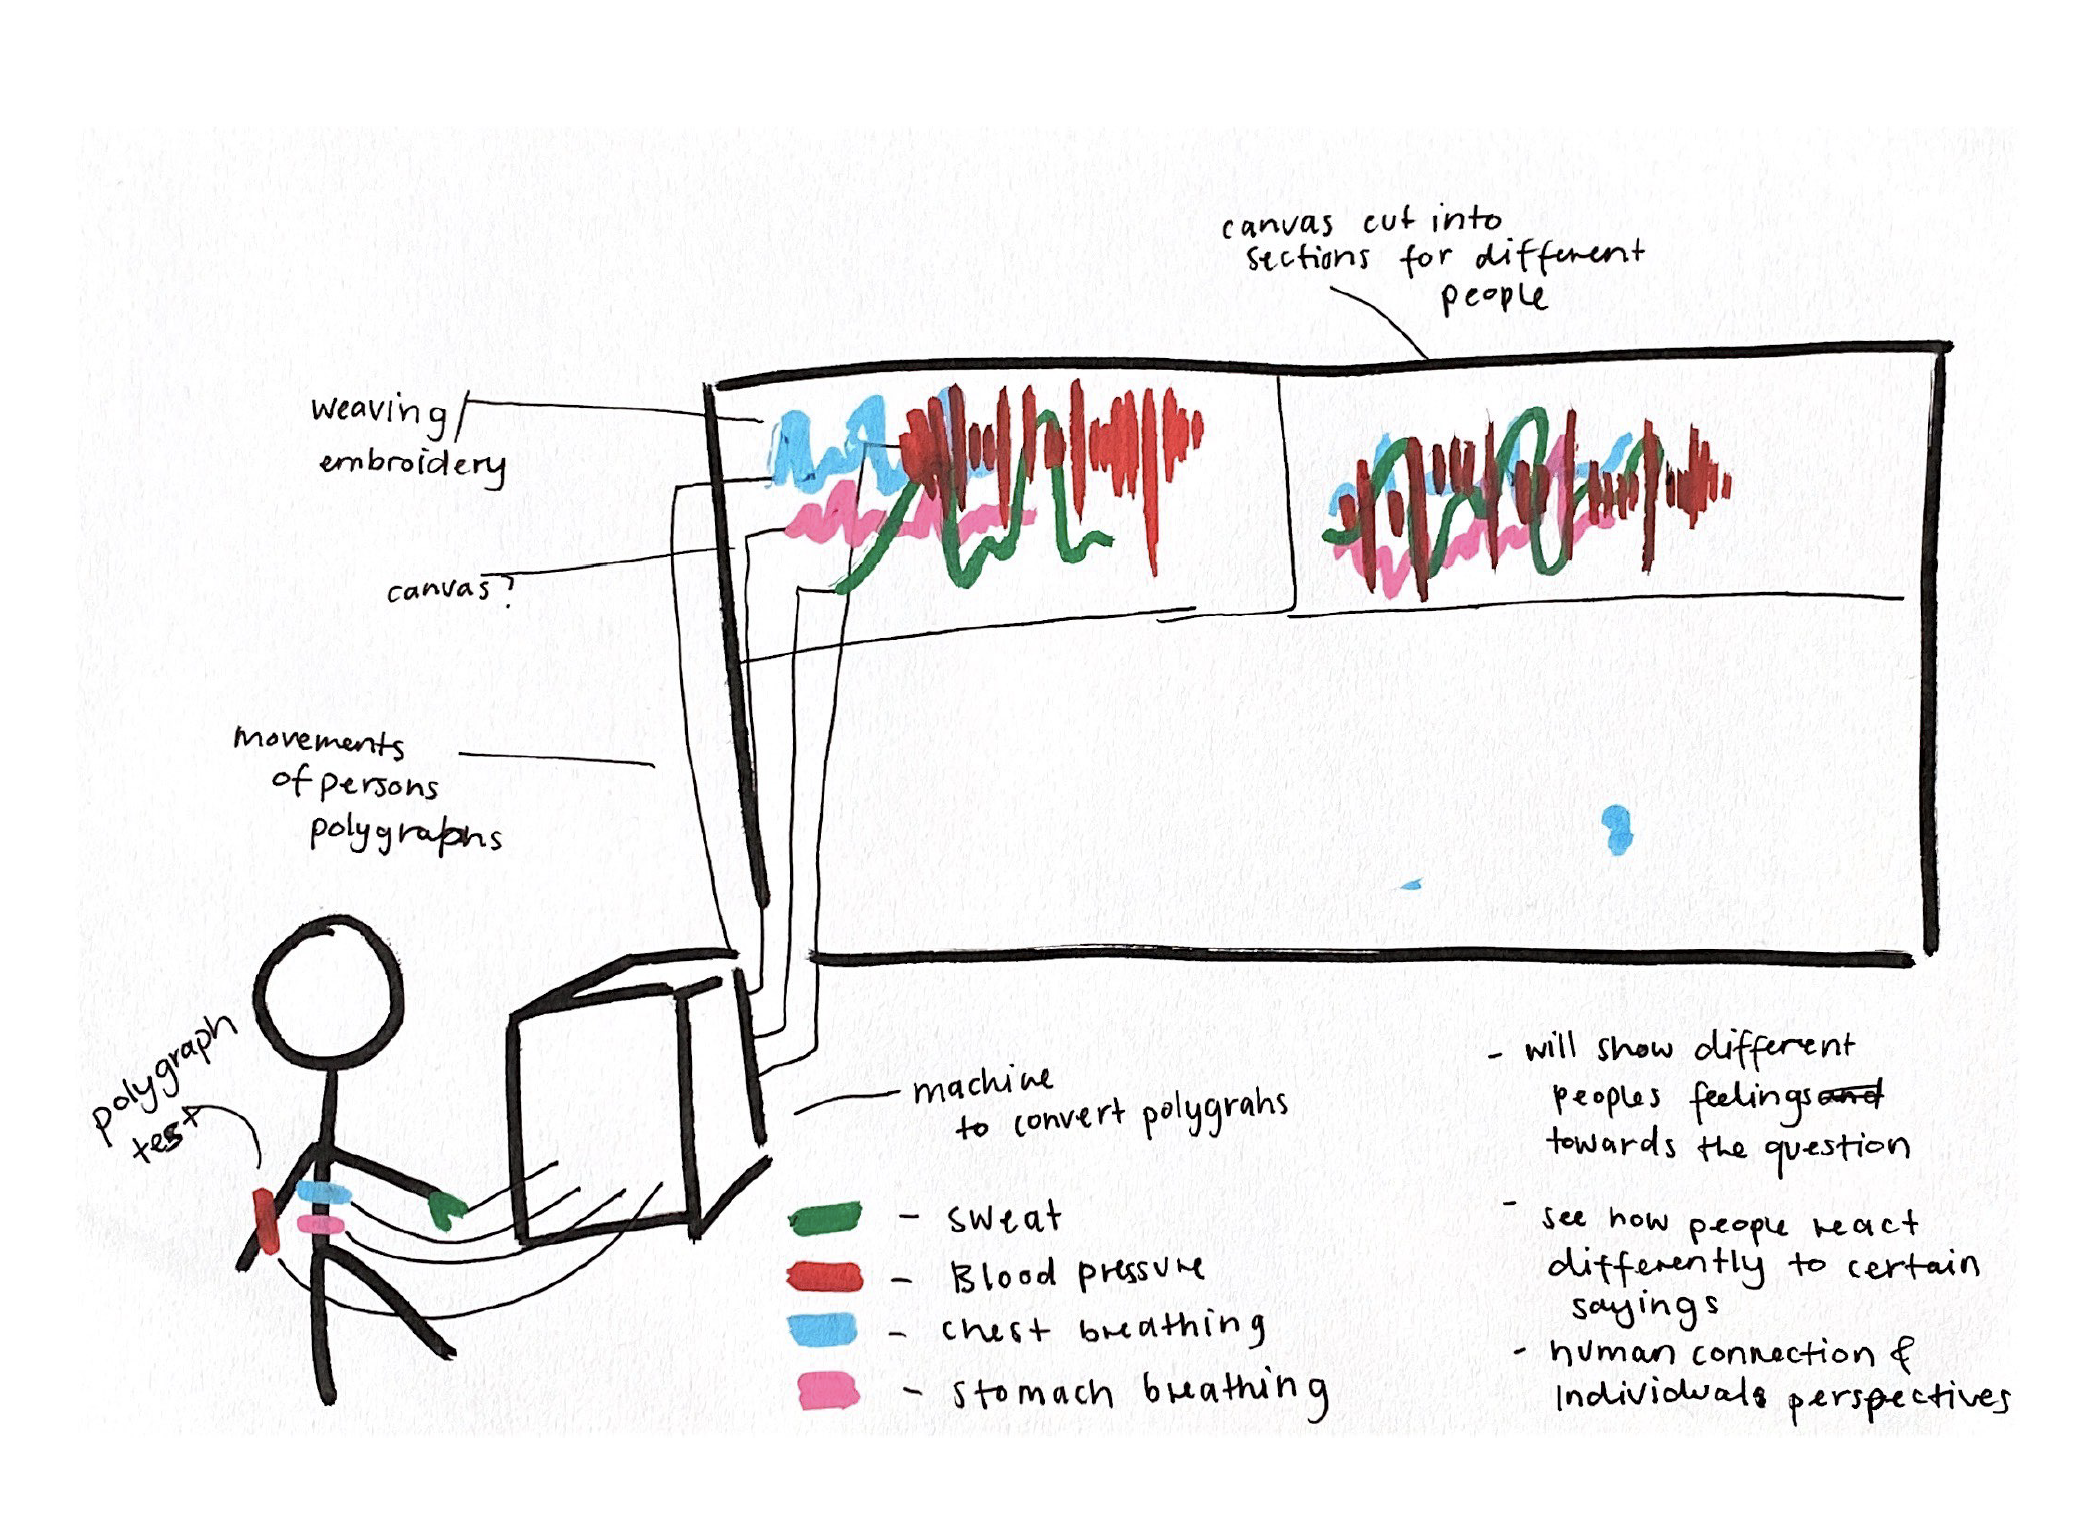 canvas cut into
sections for different
people
weaving/
embroidery
canvas?
movements
of persons
polygraphs
polygraph
test
machine
to convert polygrahs
- sweat
- Blood pressure
- chest breathing
- stomach breathing
- will show different
peoples feelings and
towards the question
- see how people react
differently to certain
sayings
- human connection &
Individuals perspectives